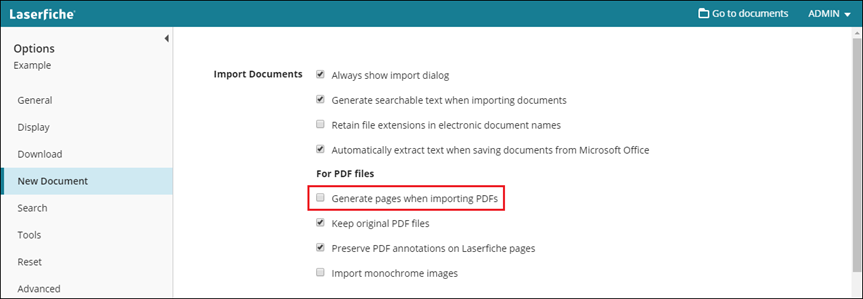 Laserfiche®
Go to documents
ADMIN
Options
Example
General
Display
Download
New Document
Search
Tools
Reset
Advanced
Import Documents
Always show import dialog
Generate searchable text when importing documents
Retain file extensions in electronic document names
Automatically extract text when saving documents from Microsoft Office
For PDF files
Generate pages when importing PDFs
Keep original PDF files
Preserve PDF annotations on Laserfiche pages
Import monochrome images